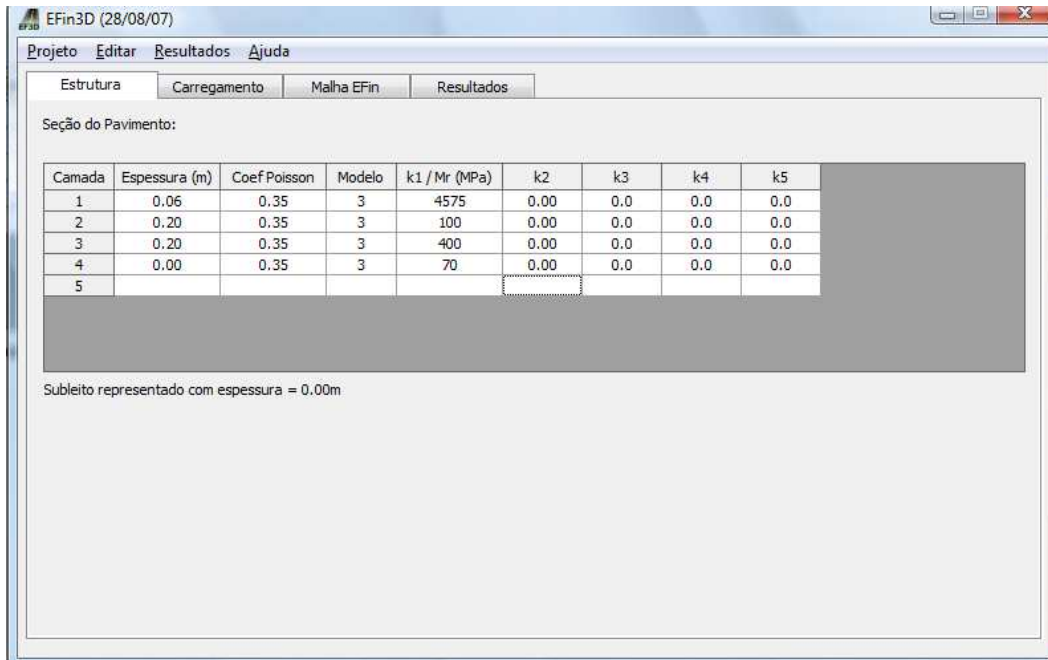 EFin3D (28/08/07)
EF3D
Projeto Editar Resultados Ajuda
Estrutura Carregamento Malha EFin Resultados
Seção do Pavimento:
Camada Espessura (m) Coef Poisson Modelo k1 / Mr (MPa) k2 k3 k4 k5
1 0.06 0.35 3 4575 0.00 0.0 0.0 0.0
2 0.20 0.35 3 100 0.00 0.0 0.0 0.0
3 0.20 0.35 3 400 0.00 0.0 0.0 0.0
4 0.00 0.35 3 70 0.00 0.0 0.0 0.0
5
Subleito representado com espessura = 0.00m